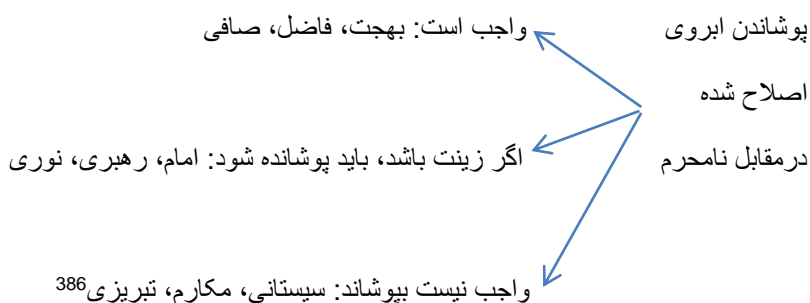 پوشاندن ابروی
اصلاح شده
درمقابل نامحرم
واجب است: بهجت، فاضل، صافی
اگر زینت باشد، باید پوشانده شود: امام، رهبری، نوری
واجب نیست بپوشاند: سیستانی، مکارم، تبریزی386